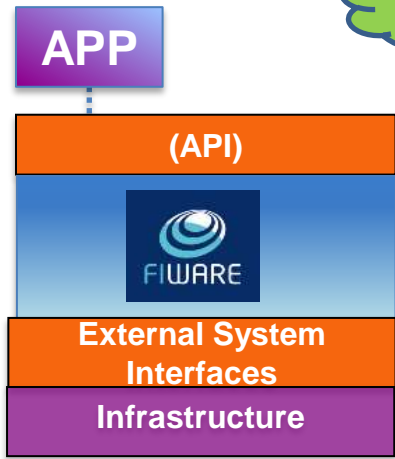 APP
(API)
FIWARE
External System
Interfaces
Infrastructure